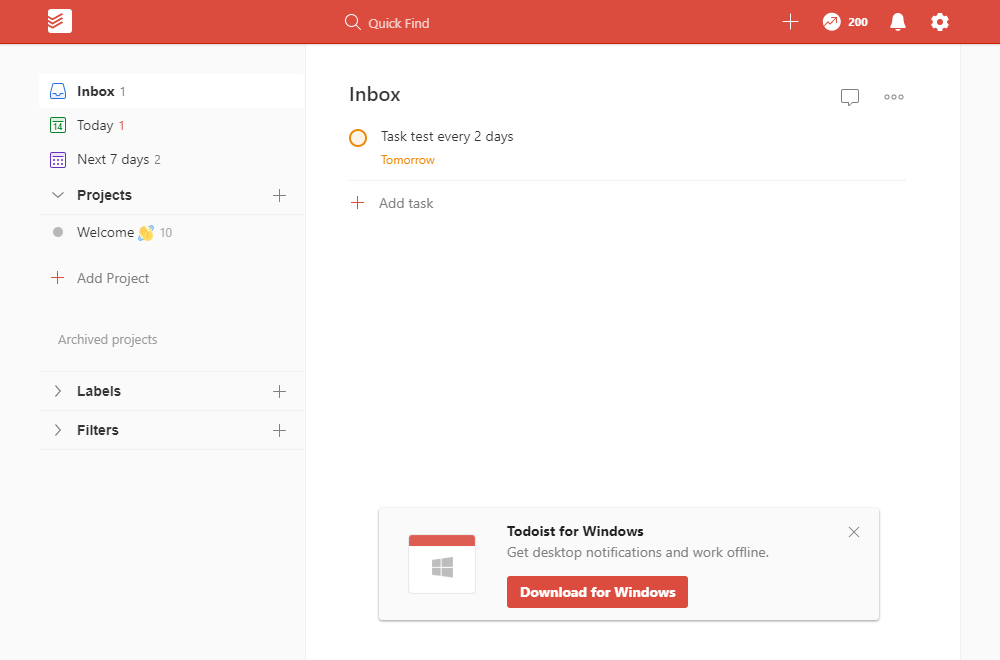 Quick Find
200
Inbox 1
14 Today 1
Next 7 days 2
Projects
Welcome 👋 10
Add Project
Archived projects
Labels
Filters
Inbox
Task test every 2 days
Tomorrow
Add task
Todoist for Windows
Get desktop notifications and work offline.
Download for Windows